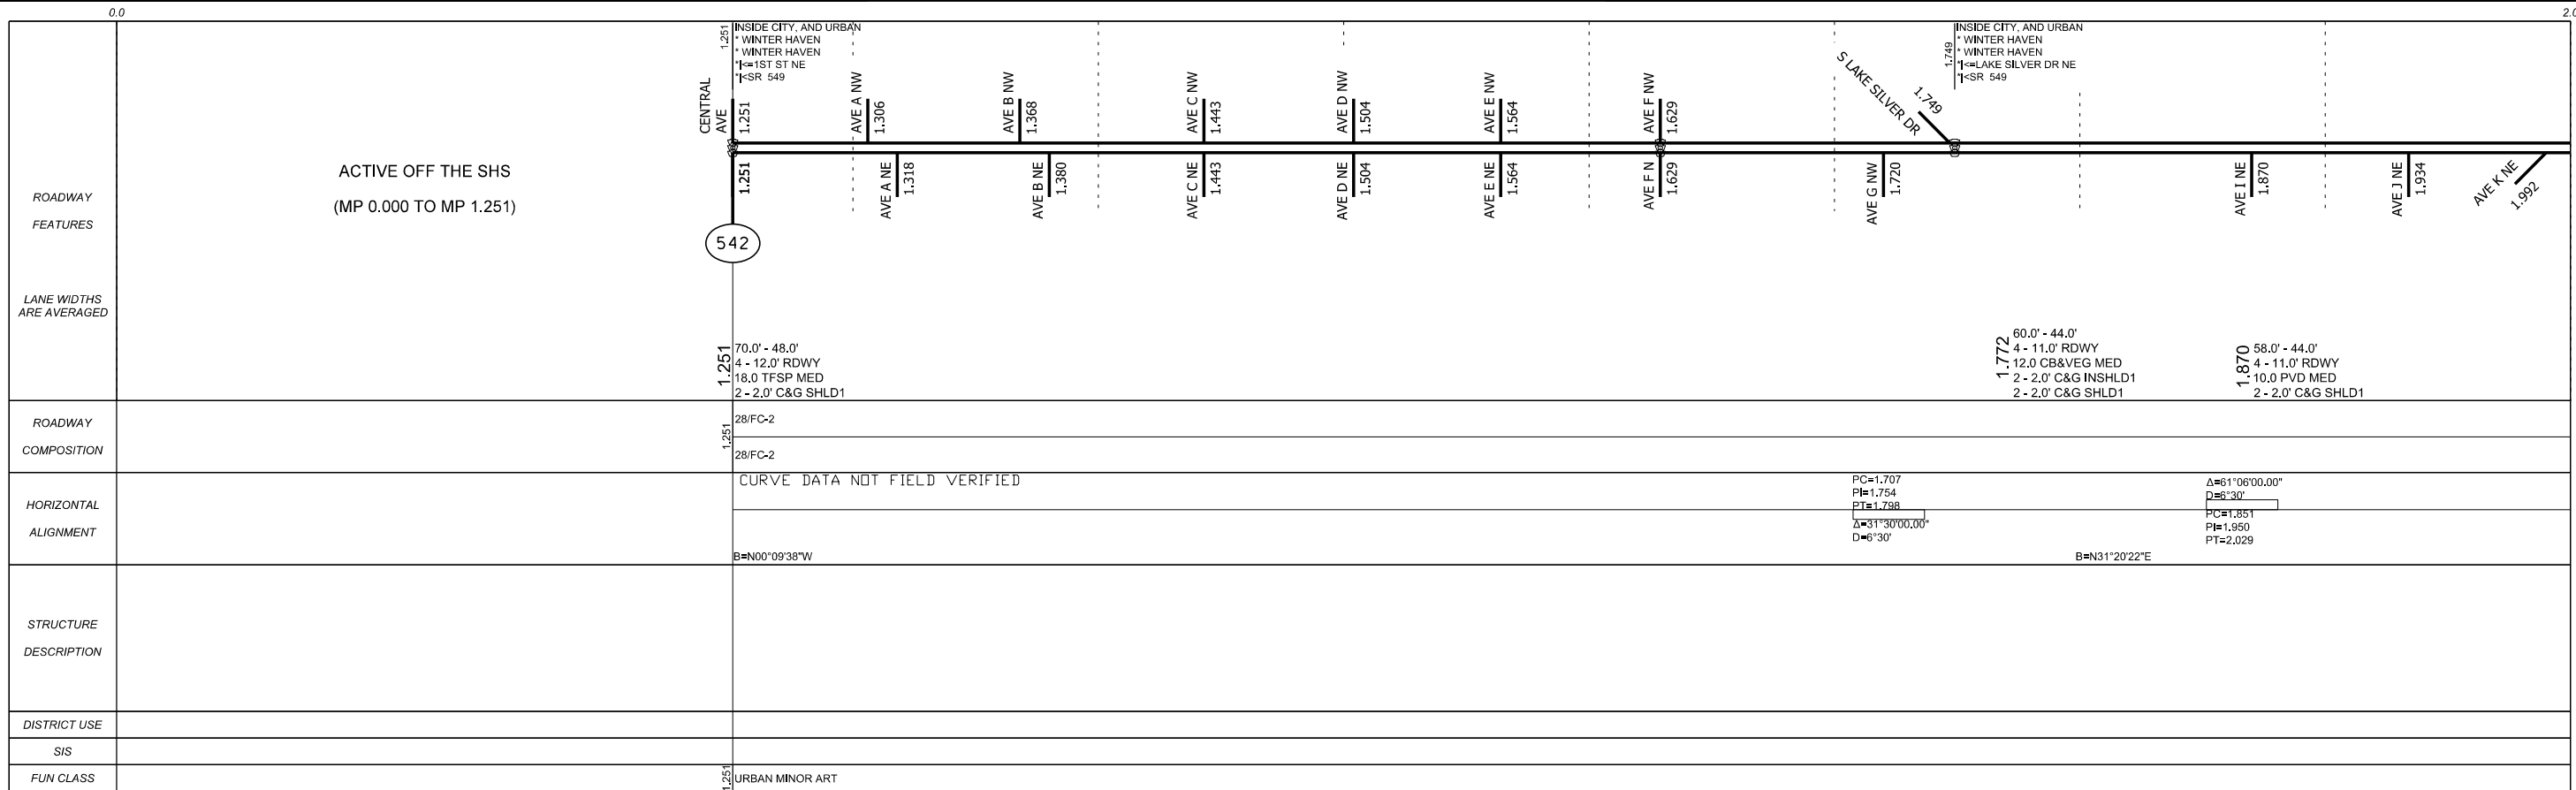 0.0
2.0
ROADWAY
FEATURES
LANE WIDTHS
ARE AVERAGED
ACTIVE OFF THE SHS
(MP 0.000 TO MP 1.251)
1.251
INSIDE CITY, AND URBAN
* WINTER HAVEN
* WINTER HAVEN
*|<=1ST ST NE
*|<SR 549
CENTRAL
AVE
1.251
AVE A NW
1.306
AVE B NW
1.368
AVE C NW
1.443
AVE D NW
1.504
AVE E NW
1.564
AVE F NW
1.629
S LAKE SILVER DR
1.749
1.749
INSIDE CITY, AND URBAN
* WINTER HAVEN
* WINTER HAVEN
*|<=LAKE SILVER DR NE
*|<SR 549
1.251
542
AVE A NE
1.318
AVE B NE
1.380
AVE C NE
1.443
AVE D NE
1.504
AVE E NE
1.564
AVE F N
1.629
AVE G NW
1.720
AVE I NE
1.870
AVE J NE
1.934
AVE K NE
1.992
1.251
70.0' - 48.0'
4 - 12.0' RDWY
18.0 TFSP MED
2 - 2.0' C&G SHLD1
1.772
60.0' - 44.0'
4 - 11.0' RDWY
12.0 CB&VEG MED
2 - 2.0' C&G INSHLD1
2 - 2.0' C&G SHLD1
1.870
58.0' - 44.0'
4 - 11.0' RDWY
10.0 PVD MED
2 - 2.0' C&G SHLD1
ROADWAY
COMPOSITION
1.251
28/FC-2
28/FC-2
HORIZONTAL
ALIGNMENT
CURVE DATA NOT FIELD VERIFIED
B=N00°09'38"W
PC=1.707
PI=1.754
PT=1.798
Δ=31°30'00.00"
D=6°30'
B=N31°20'22"E
Δ=61°06'00.00"
D=6°30'
PC=1.851
PI=1.950
PT=2.029
STRUCTURE
DESCRIPTION
DISTRICT USE
SIS
FUN CLASS
1.251
URBAN MINOR ART